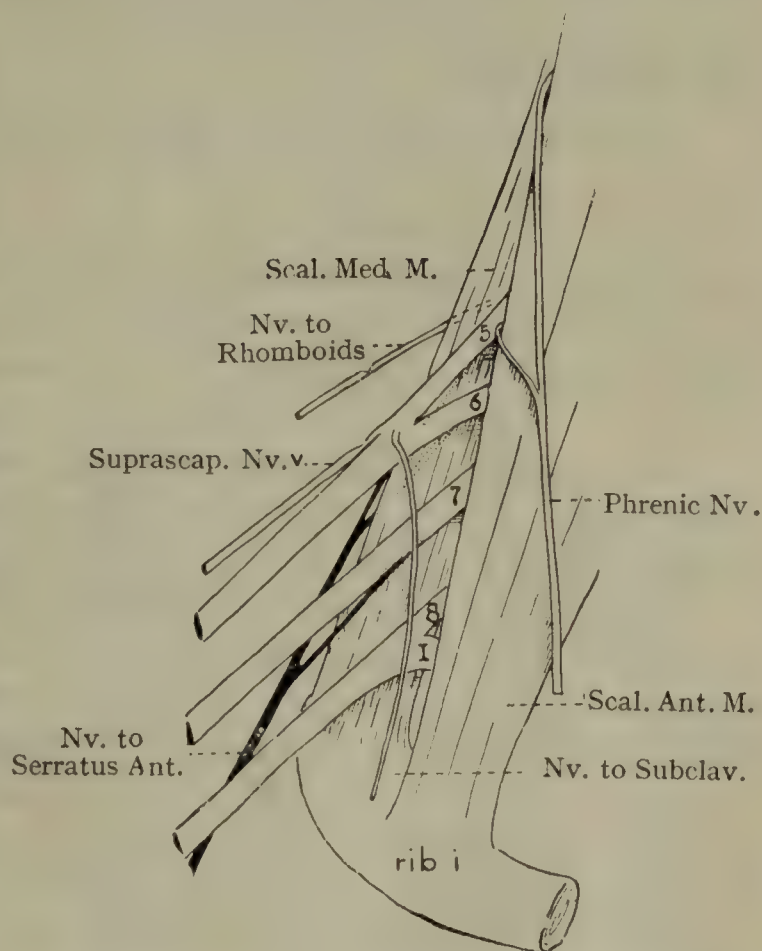 Scal. Med. M.
Nv. to
Rhomboids
5
6
Suprascap. Nv.v
7
Phrenic Nv.
8
I
Scal. Ant. M.
Nv. to
Serratus Ant.
Nv. to Subclav.
rib i